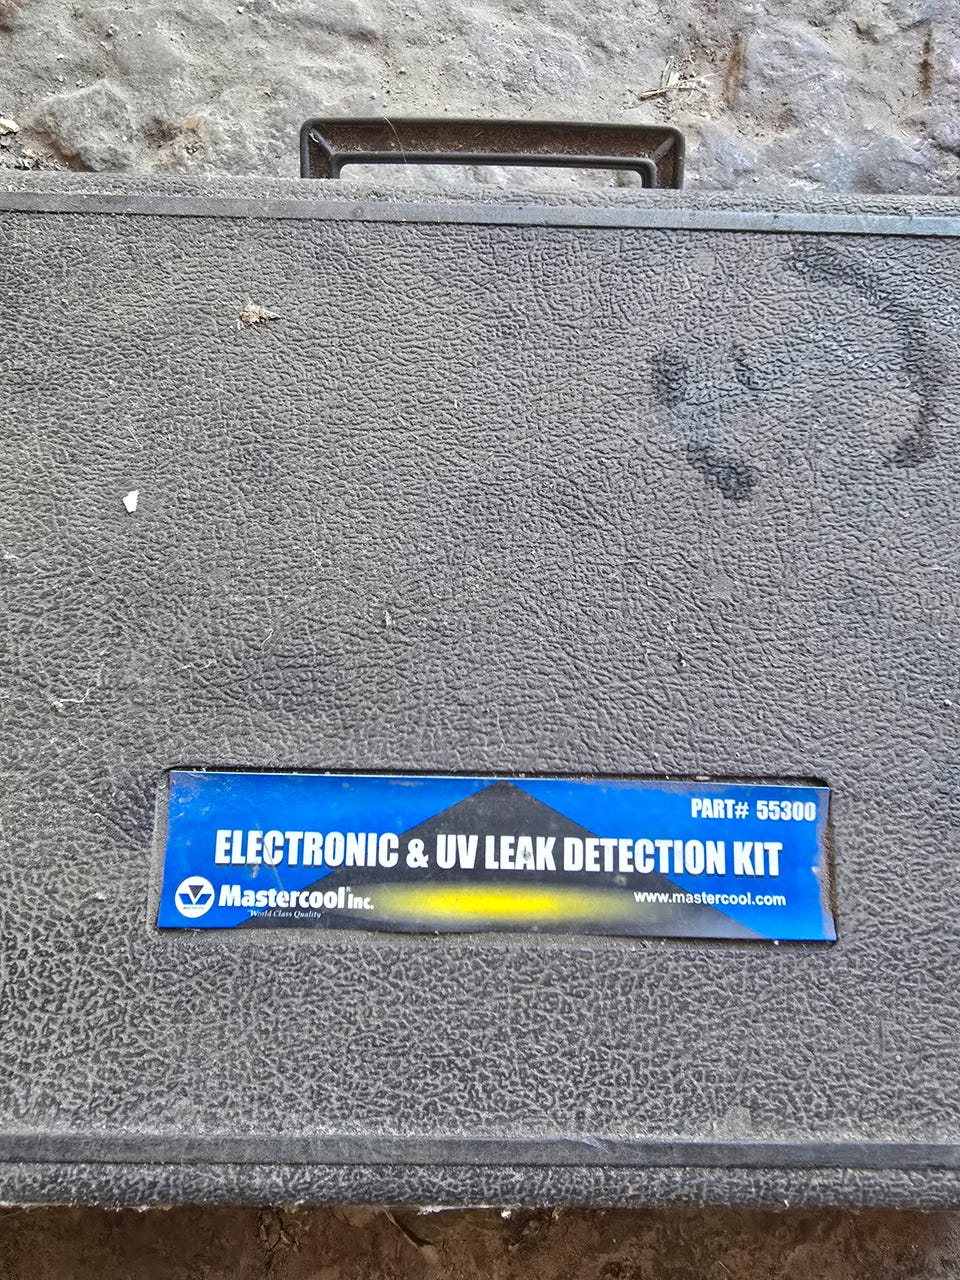 PART# 55300
ELECTRONIC & UV LEAK DETECTION KIT
Mastercool® inc.
www.mastercool.com
"World Class Quality"